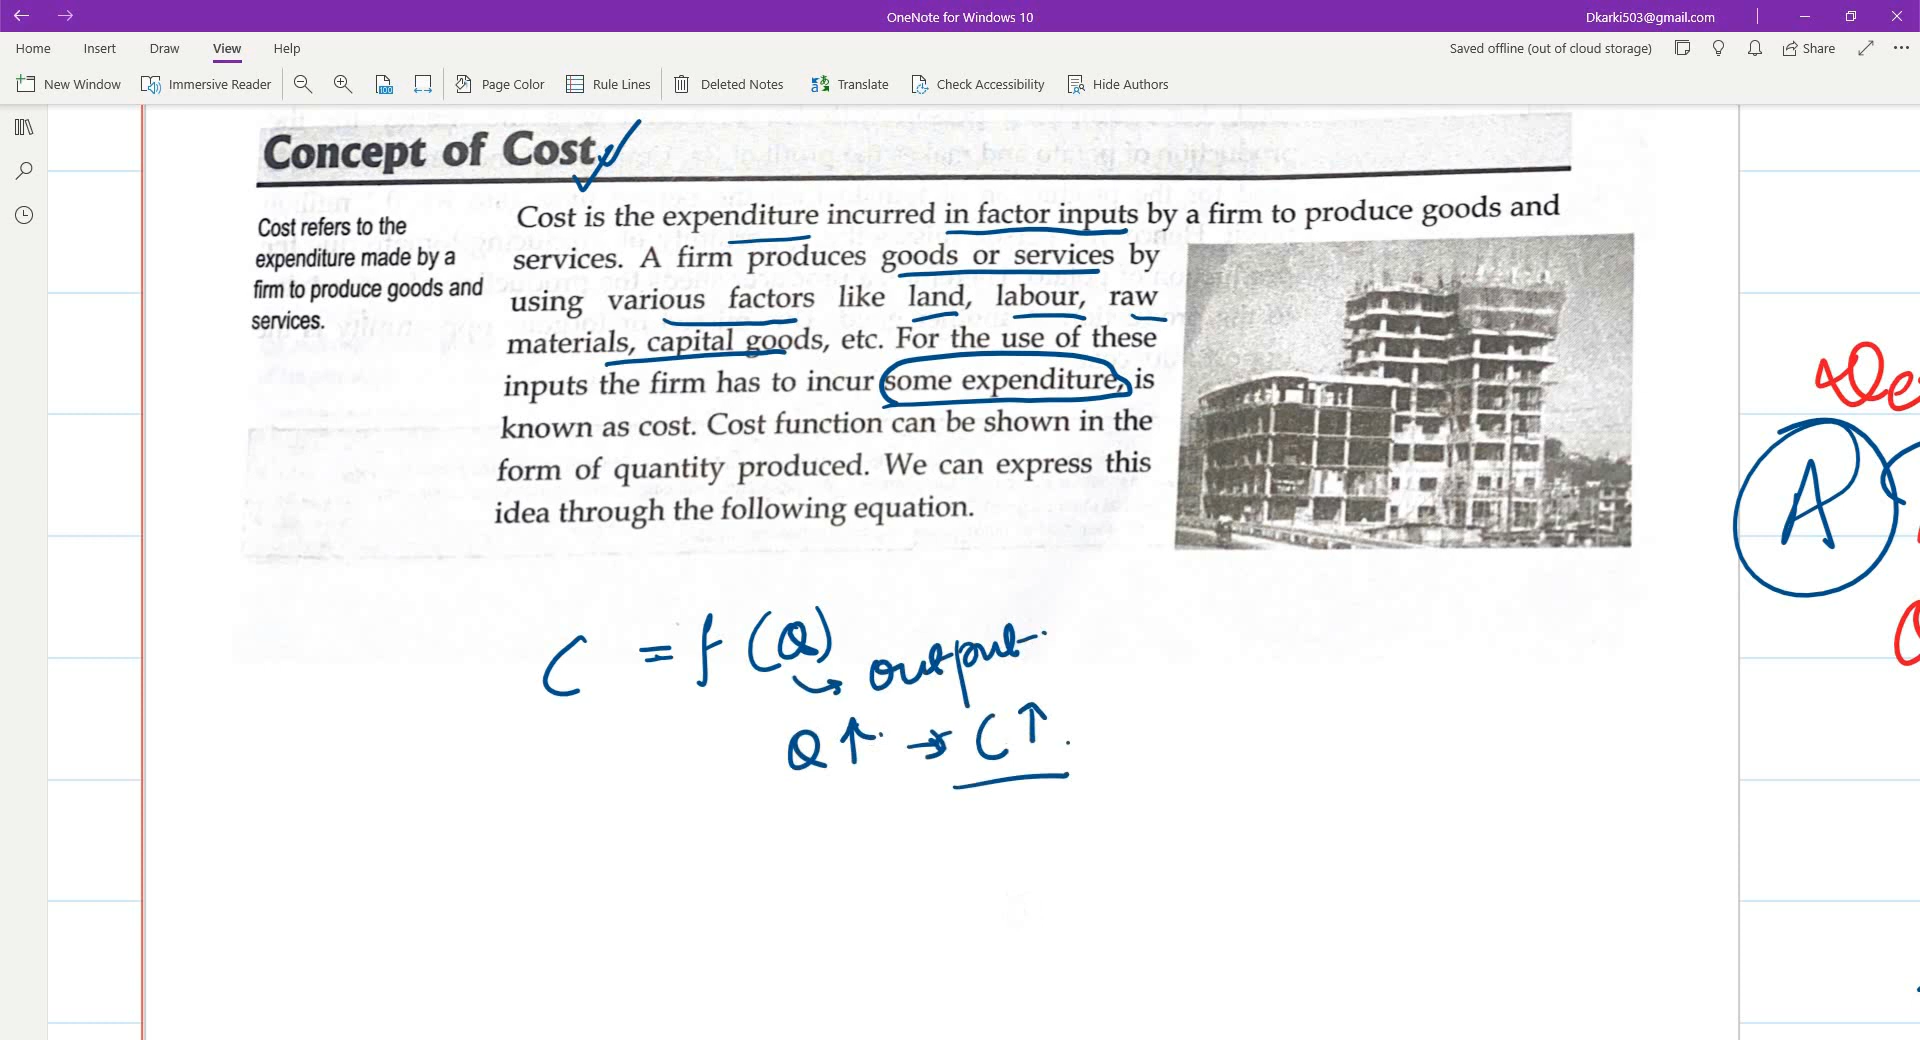 OneNote for Windows 10
Dkarki503@gmail.com
Home Insert Draw View Help
Saved offline (out of cloud storage) Share
New Window Immersive Reader Page Color Rule Lines Deleted Notes Translate Check Accessibility Hide Authors
Concept of Cost
Cost refers to the
expenditure made by a
firm to produce goods and
services.
Cost is the expenditure incurred in factor inputs by a firm to produce goods and
services. A firm produces goods or services by
using various factors like land, labour, raw
materials, capital goods, etc. For the use of these
inputs the firm has to incur some expenditure, is
known as cost. Cost function can be shown in the
form of quantity produced. We can express this
idea through the following equation.
C = f (Q)
output
Q ↑ → C ↑
A